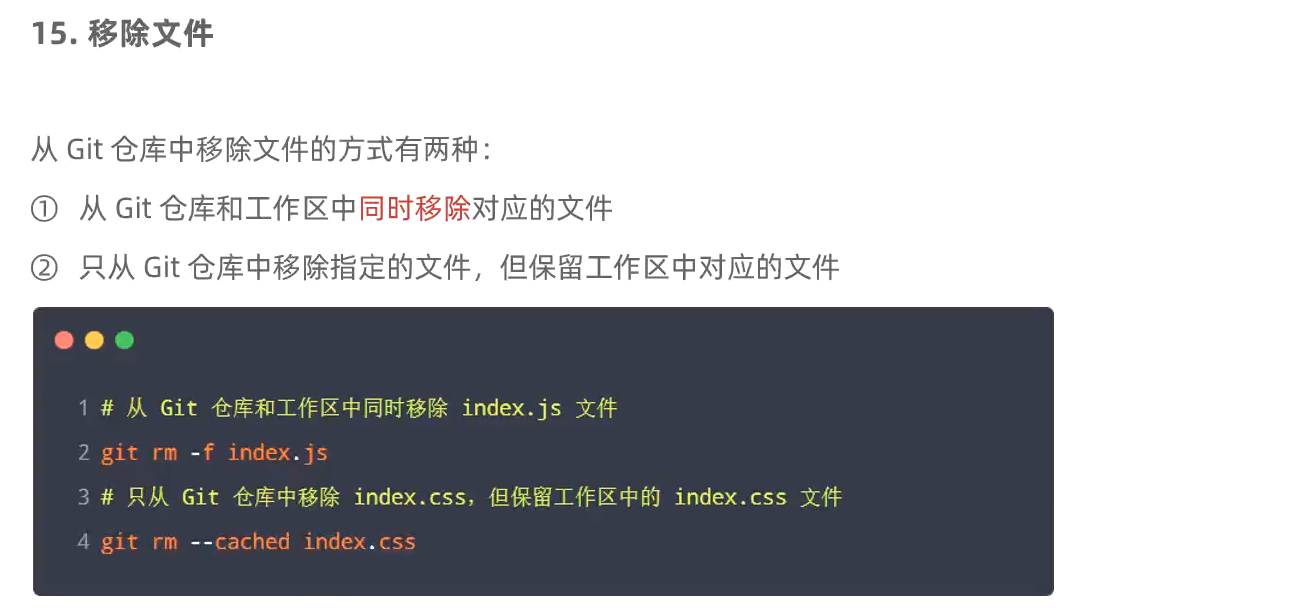 15. 移除文件
从 Git 仓库中移除文件的方式有两种：
① 从 Git 仓库和工作区中同时移除对应的文件
② 只从 Git 仓库中移除指定的文件，但保留工作区中对应的文件
1 # 从 Git 仓库和工作区中同时移除 index.js 文件
2 git rm -f index.js
3 # 只从 Git 仓库中移除 index.css，但保留工作区中的 index.css 文件
4 git rm --cached index.css